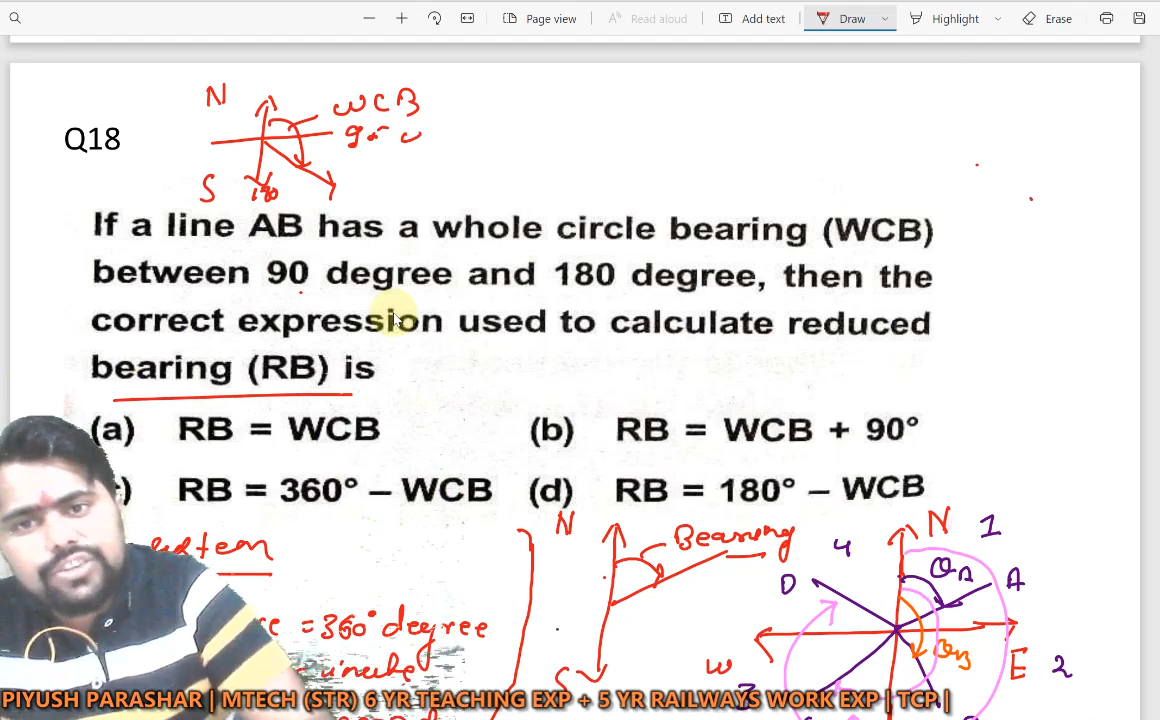 Page view
Read aloud
Add text
Draw
Highlight
Erase
N
WCB
Q18
S
180
If a line AB has a whole circle bearing (WCB)
between 90 degree and 180 degree, then the
correct expression used to calculate reduced
bearing (RB) is
(a) RB = WCB (b) RB = WCB + 90°
) RB = 360° – WCB (d) RB = 180° – WCB
N Bearing N 1
4
D θA A
= 360° degree
W E 2
S 3
PIYUSH PARASHAR | MTECH (STR) 6 YR TEACHING EXP + 5 YR RAILWAYS WORK EXP | TCP |